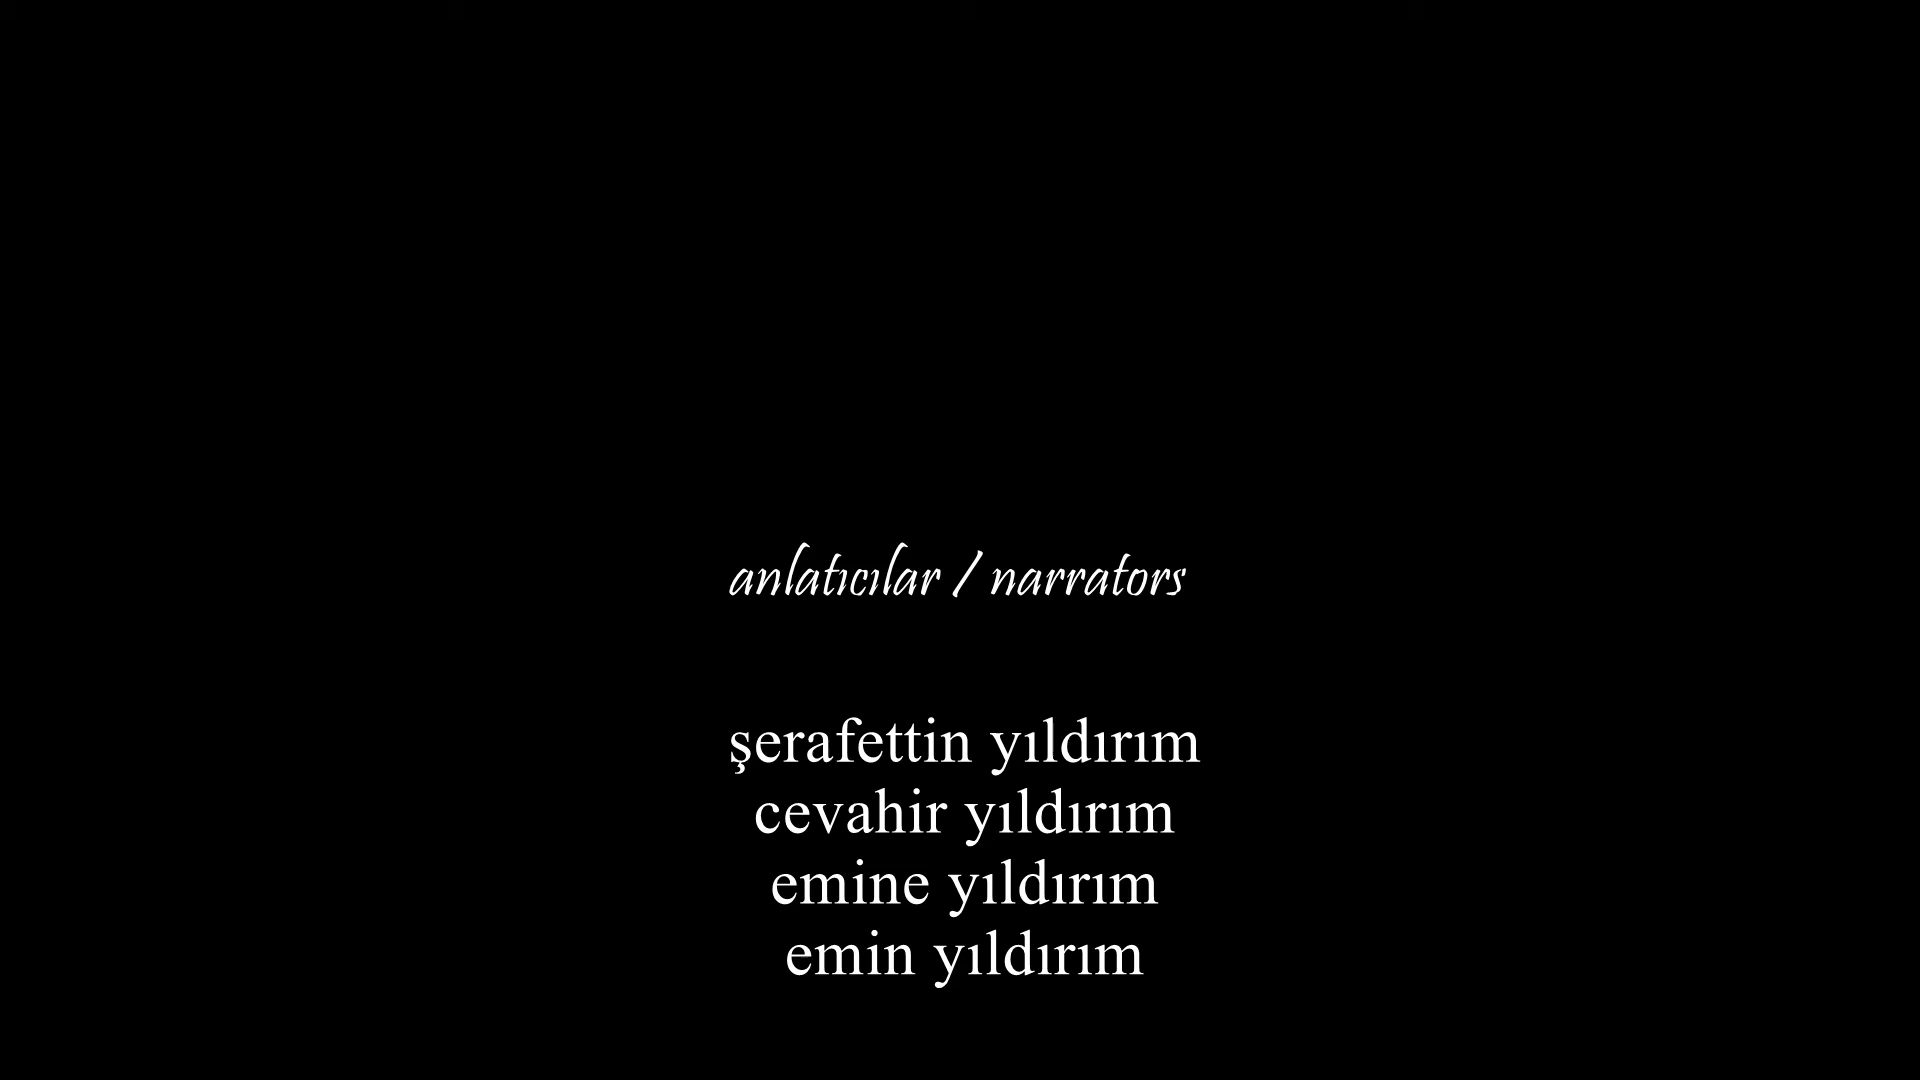 anlatıcılar / narrators
şerafettin yıldırım
cevahir yıldırım
emine yıldırım
emin yıldırım